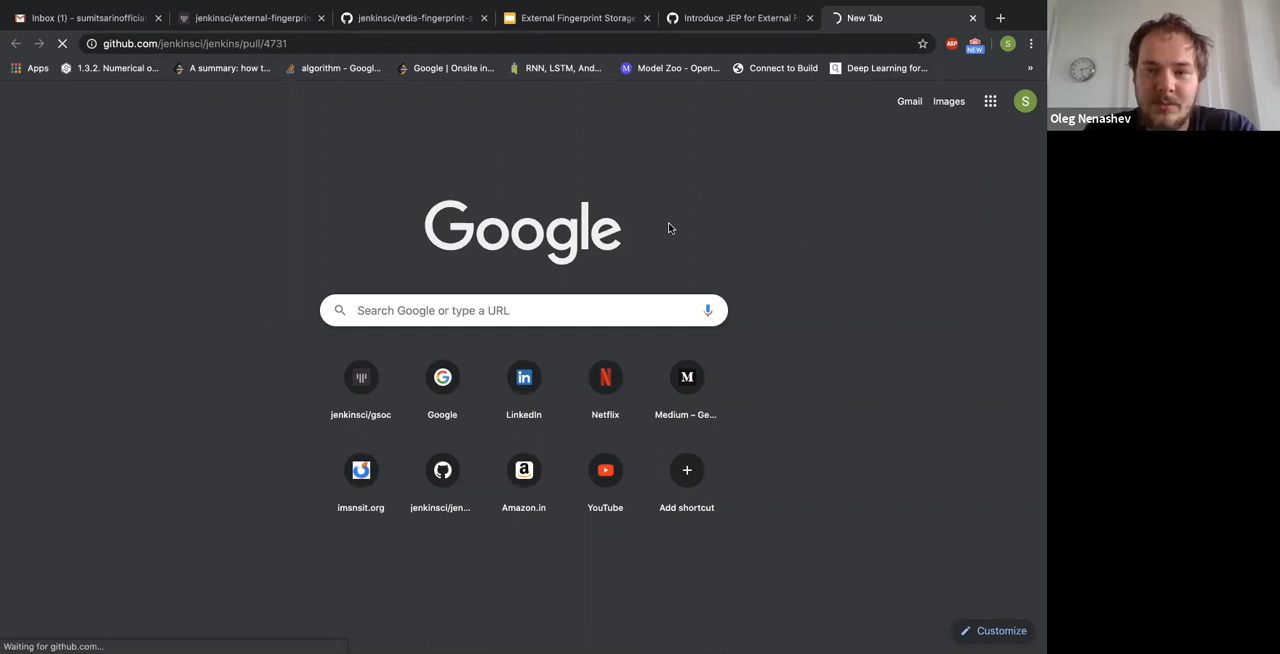 Inbox (1) - sumitsarinofficial
jenkinsci/external-fingerprin
jenkinsci/redis-fingerprint-s
External Fingerprint Storage
Introduce JEP for External F
New Tab
github.com/jenkinsci/jenkins/pull/4731
ABP
NEW
S
Apps
1.3.2. Numerical o...
A summary: how t...
algorithm - Googl...
Google | Onsite in...
RNN, LSTM, And...
Model Zoo - Open...
Connect to Build
Deep Learning for...
»
Gmail
Images
S
Oleg Nenashev
Google
Search Google or type a URL
jenkinsci/gsoc
Google
LinkedIn
Netflix
Medium – Ge...
imsnsit.org
jenkinsci/jen...
Amazon.in
YouTube
Add shortcut
Customize
Waiting for github.com...